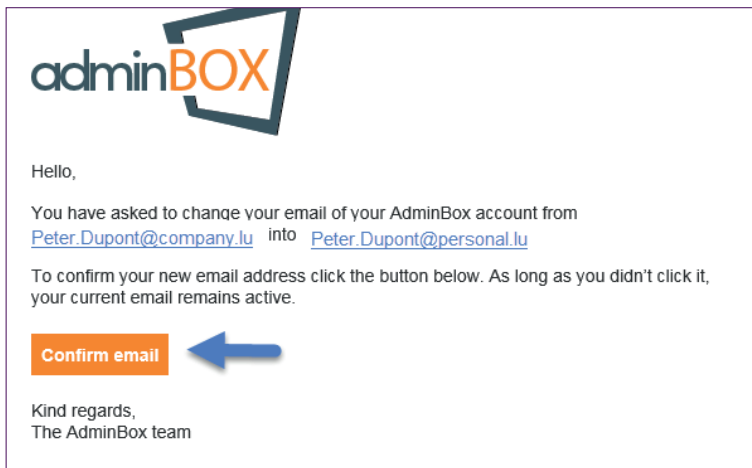 adminBOX
Hello,
You have asked to change your email of your AdminBox account from
Peter.Dupont@company.lu into Peter.Dupont@personal.lu
To confirm your new email address click the button below. As long as you didn't click it,
your current email remains active.
Confirm email
Kind regards,
The AdminBox team